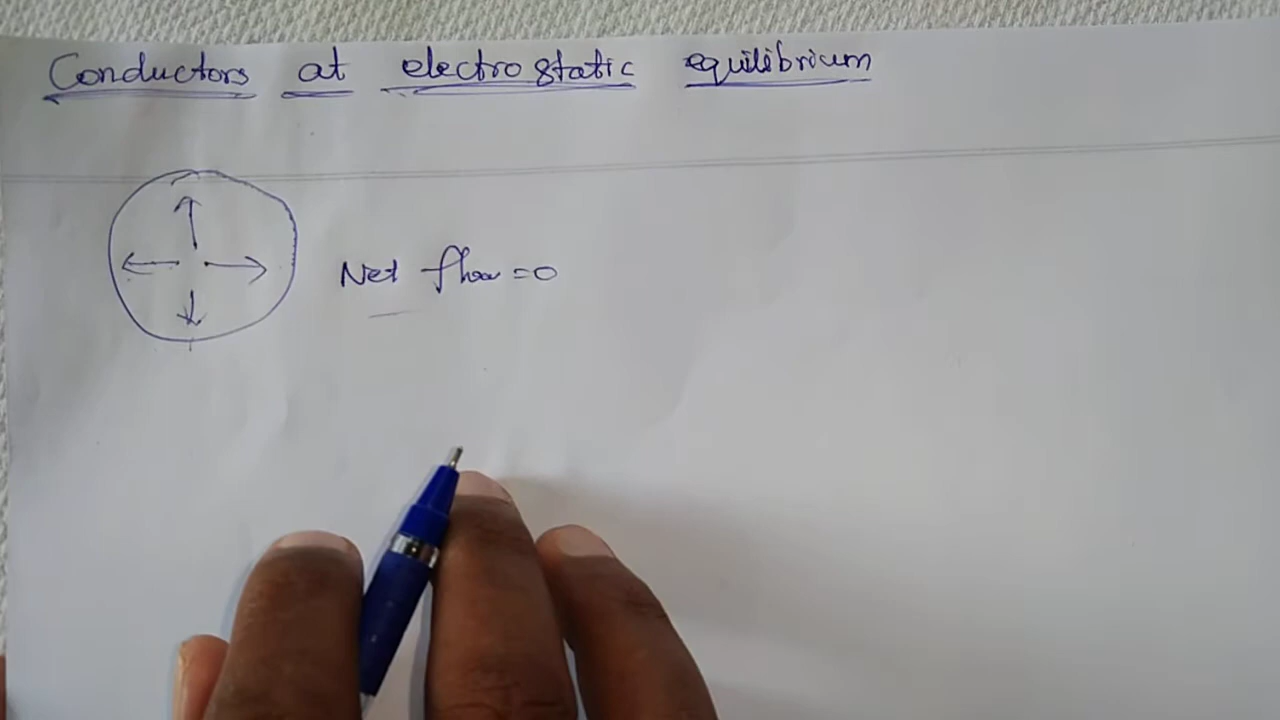 Conductors at electrostatic equilibrium
Net flow = 0